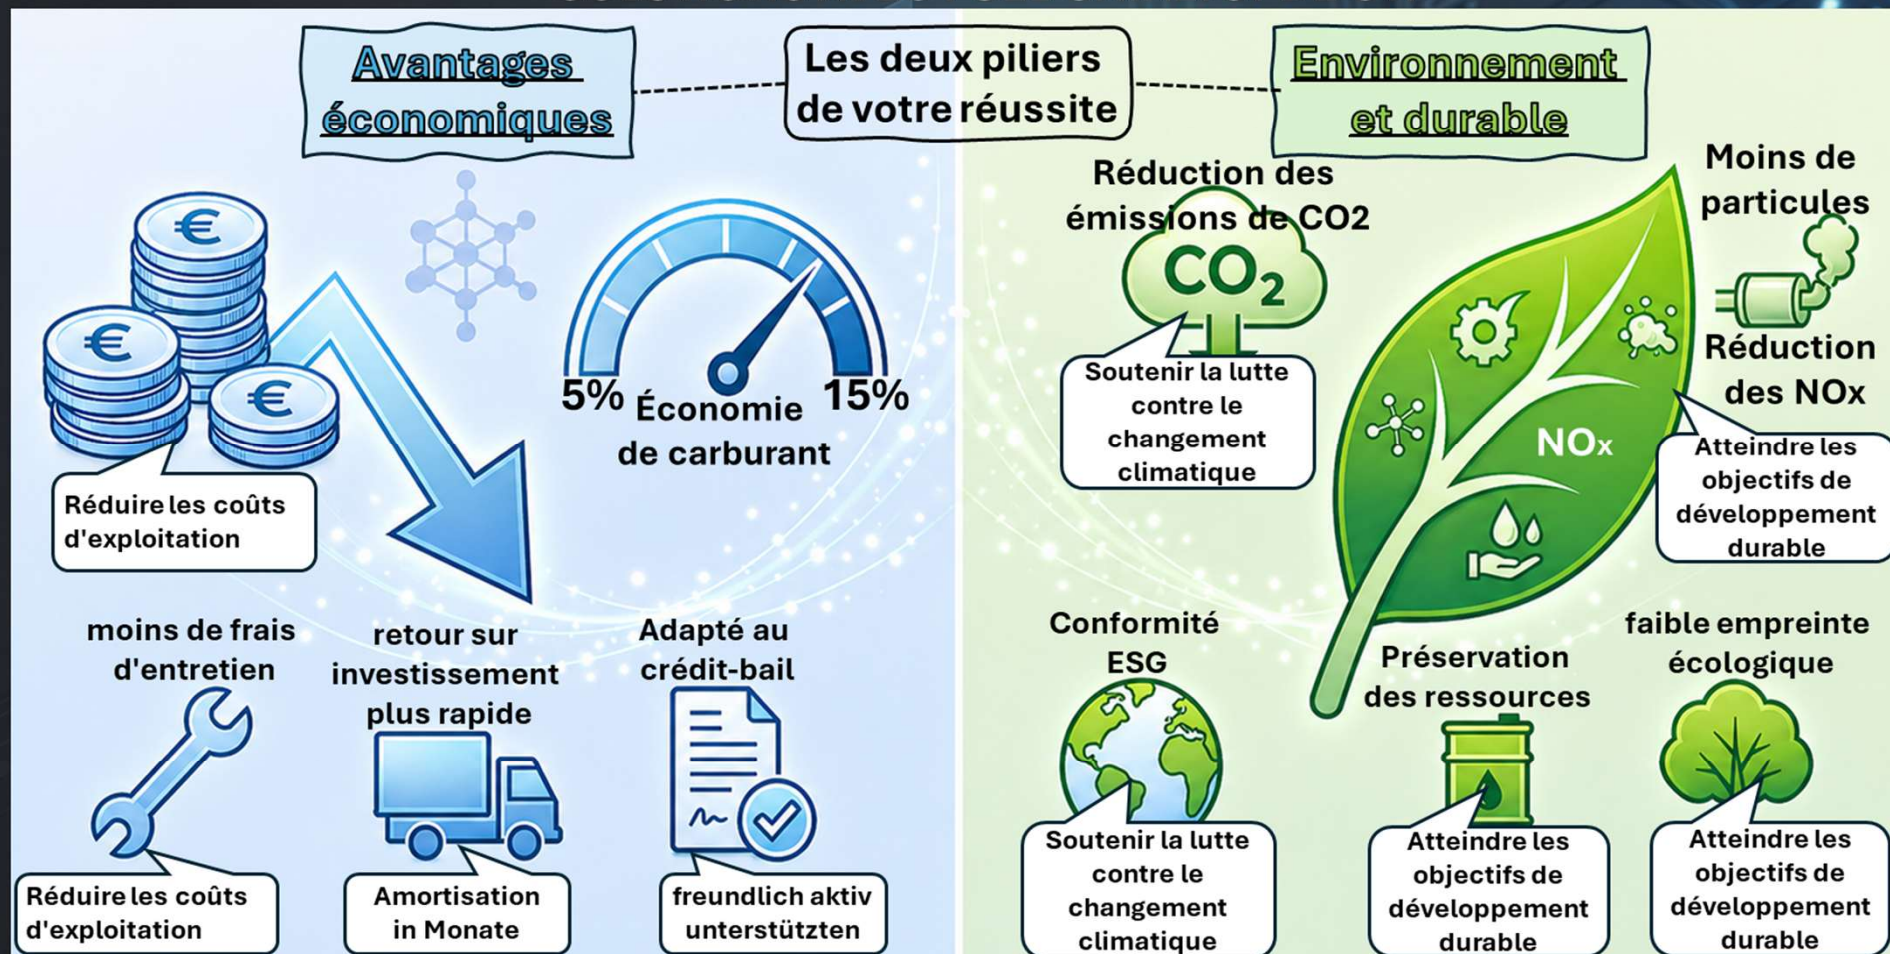 Les deux piliers
de votre réussite
Avantages
économiques
€
€
€
5%
15%
Économie
de carburant
Réduire les coûts
d'exploitation
moins de frais
d'entretien
Réduire les coûts
d'exploitation
retour sur
investissement
plus rapide
Amortisation
in Monate
Adapté au
crédit-bail
freundlich aktiv
unterstützten
Environnement
et durable
Réduction des
émissions de CO2
CO₂
Soutenir la lutte
contre le
changement
climatique
Moins de
particules
Réduction
des NOx
NOx
Atteindre les
objectifs de
développement
durable
Conformité
ESG
Soutenir la lutte
contre le
changement
climatique
Préservation
des ressources
Atteindre les
objectifs de
développement
durable
faible empreinte
écologique
Atteindre les
objectifs de
développement
durable